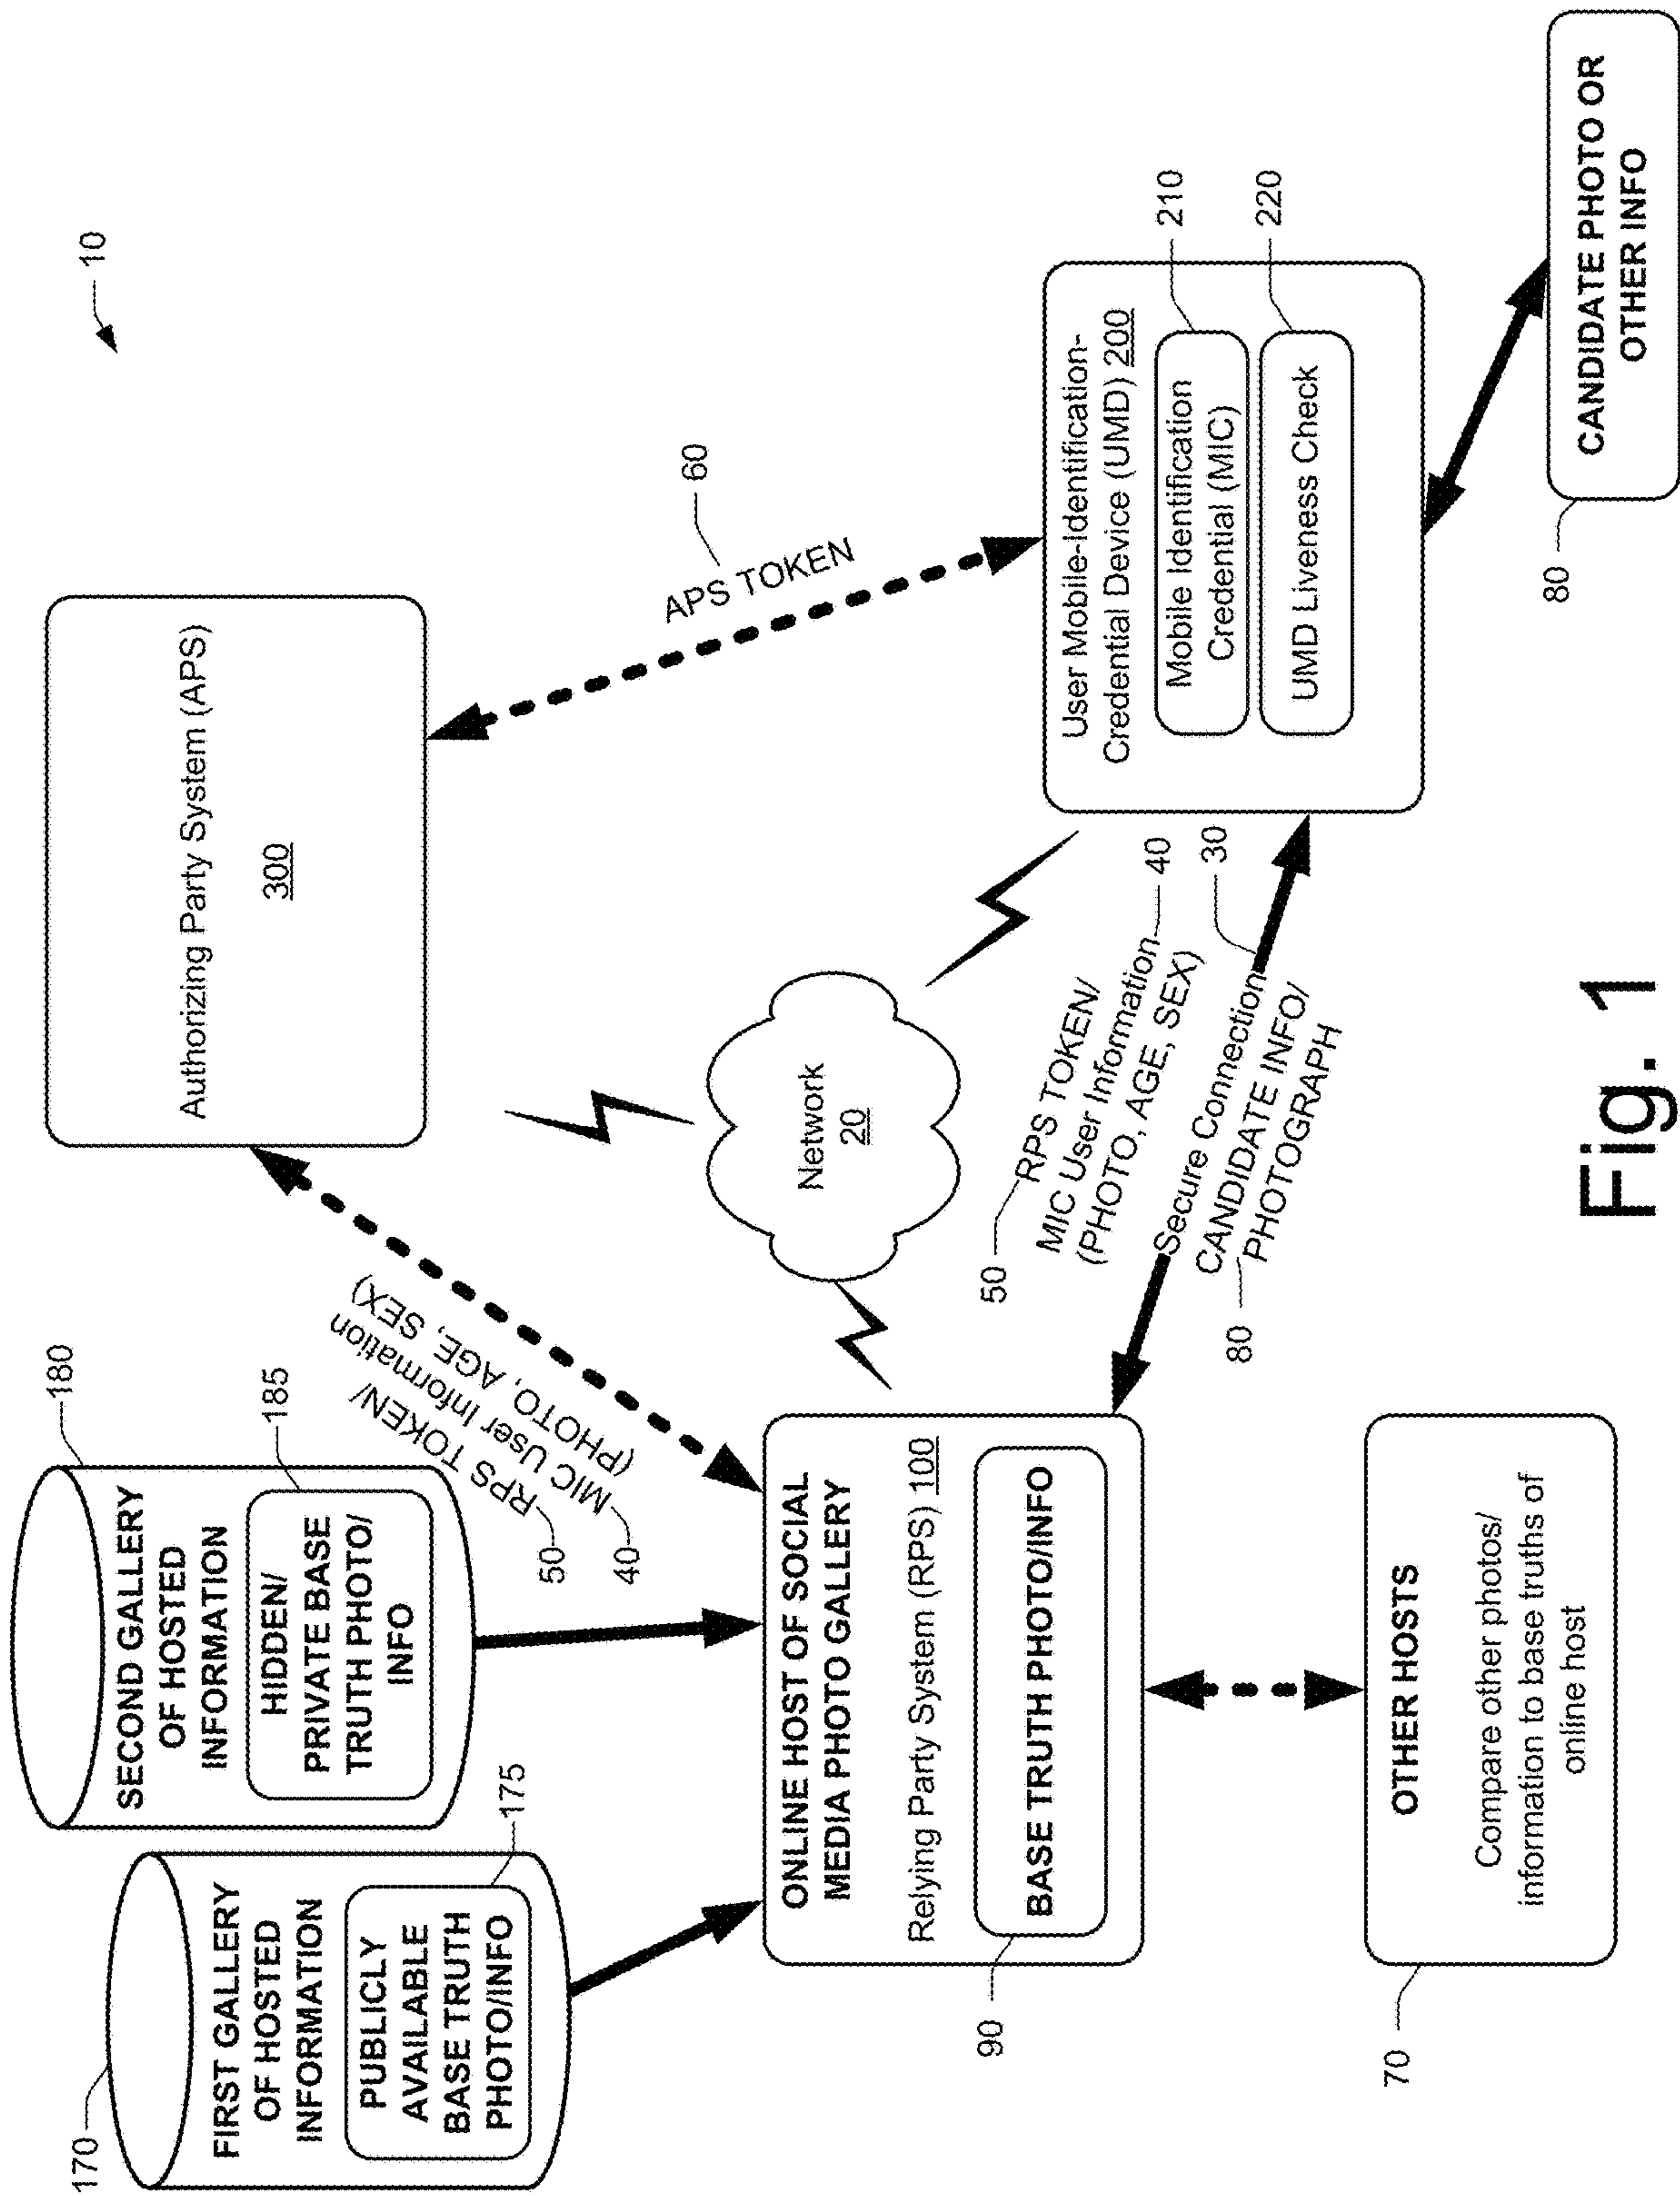 10
170
FIRST GALLERY
OF HOSTED
INFORMATION
PUBLICLY
AVAILABLE
BASE TRUTH
PHOTO/INFO
175
180
SECOND GALLERY
OF HOSTED
INFORMATION
HIDDEN/
PRIVATE BASE
TRUTH PHOTO/
INFO
185
Authorizing Party System (APS)
300
50
RPS TOKEN/
40
MIC User Information
(PHOTO, AGE, SEX)
60
APS TOKEN
Network
20
ONLINE HOST OF SOCIAL
MEDIA PHOTO GALLERY
Relying Party System (RPS) 100
BASE TRUTH PHOTO/INFO
90
50
RPS TOKEN/
MIC User Information
40
(PHOTO, AGE, SEX)
Secure Connection
30
CANDIDATE INFO/
80
PHOTOGRAPH
User Mobile-Identification-
Credential Device (UMD) 200
Mobile Identification
Credential (MIC)
210
UMD Liveness Check
220
70
OTHER HOSTS
Compare other photos/
information to base truths of
online host
80
CANDIDATE PHOTO OR
OTHER INFO
Fig. 1